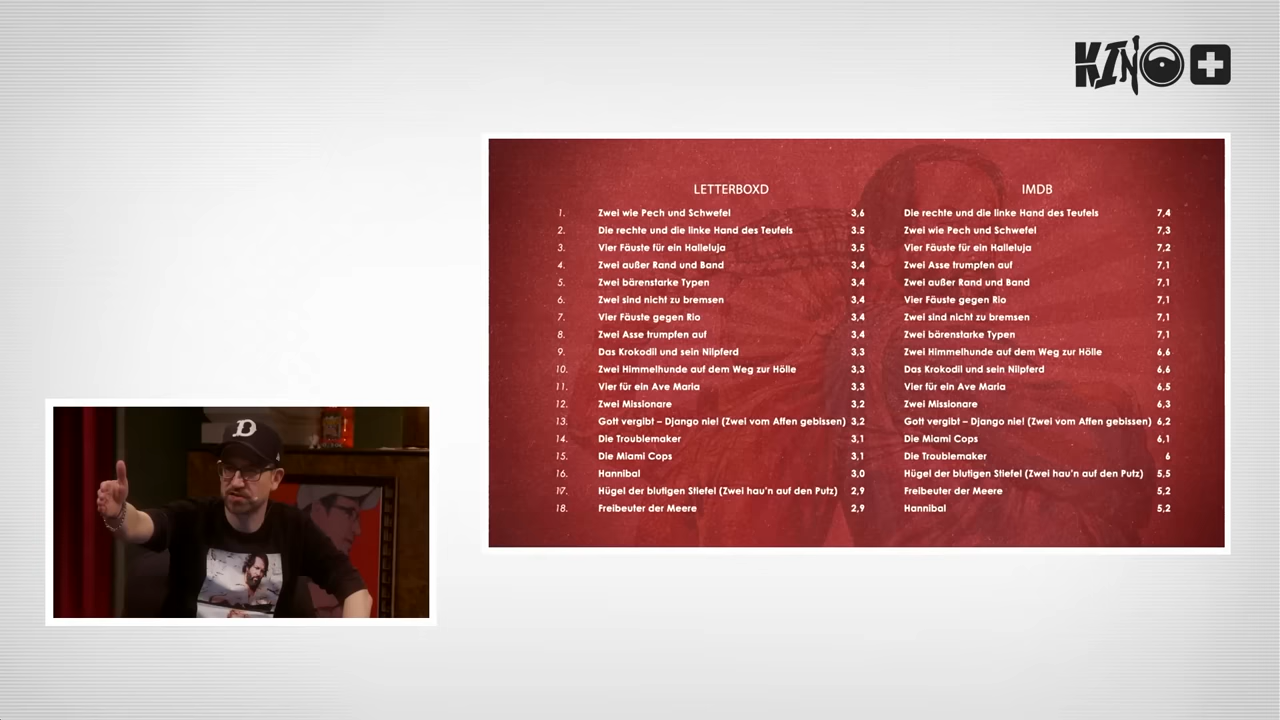 KINO+
LETTERBOXD IMDB
1. Zwei wie Pech und Schwefel 3,6 Die rechte und die linke Hand des Teufels 7,4
2. Die rechte und die linke Hand des Teufels 3.5 Zwei wie Pech und Schwefel 7,3
3. Vier Fäuste für ein Halleluja 3,5 Vier Fäuste für ein Halleluja 7,2
4. Zwei außer Rand und Band 3,4 Zwei Asse trumpfen auf 7,1
5. Zwei bärenstarke Typen 3,4 Zwei außer Rand und Band 7,1
6. Zwei sind nicht zu bremsen 3,4 Vier Fäuste gegen Rio 7,1
7. Vier Fäuste gegen Rio 3,4 Zwei sind nicht zu bremsen 7,1
8. Zwei Asse trumpfen auf 3,4 Zwei bärenstarke Typen 7,1
9. Das Krokodil und sein Nilpferd 3,3 Zwei Himmelhunde auf dem Weg zur Hölle 6,6
10. Zwei Himmelhunde auf dem Weg zur Hölle 3,3 Das Krokodil und sein Nilpferd 6,6
11. Vier für ein Ave Maria 3,3 Vier für ein Ave Maria 6,5
12. Zwei Missionare 3,2 Zwei Missionare 6,3
13. Gott vergibt – Django nie! (Zwei vom Affen gebissen) 3,2 Gott vergibt – Django nie! (Zwei vom Affen gebissen) 6,2
14. Die Troublemaker 3,1 Die Miami Cops 6,1
15. Die Miami Cops 3,1 Die Troublemaker 6
16. Hannibal 3,0 Hügel der blutigen Stiefel (Zwei hau'n auf den Putz) 5,5
17. Hügel der blutigen Stiefel (Zwei hau'n auf den Putz) 2,9 Freibeuter der Meere 5,2
18. Freibeuter der Meere 2,9 Hannibal 5,2
D